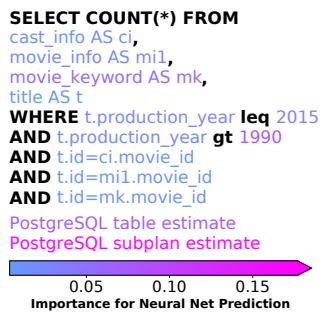 SELECT COUNT(*) FROM
cast_info AS ci,
movie_info AS mi1,
movie_keyword AS mk,
title AS t
WHERE t.production_year leq 2015
AND t.production_year gt 1990
AND t.id=ci.movie_id
AND t.id=mi1.movie_id
AND t.id=mk.movie_id
PostgreSQL table estimate
PostgreSQL subplan estimate
0.05 0.10 0.15
Importance for Neural Net Prediction